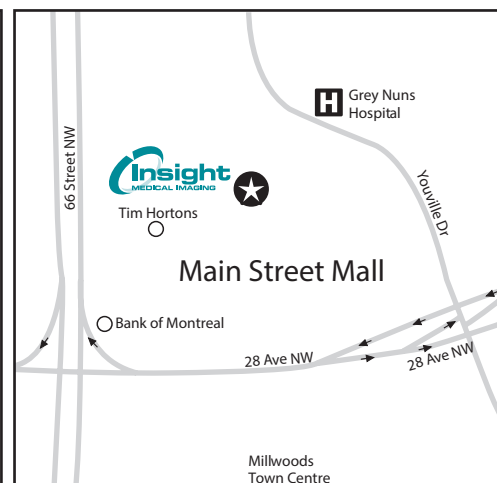 H
Grey Nuns
Hospital
66 Street NW
Insight
MEDICAL IMAGING
Youville Dr
Tim Hortons
Main Street Mall
Bank of Montreal
28 Ave NW
28 Ave NW
Millwoods
Town Centre